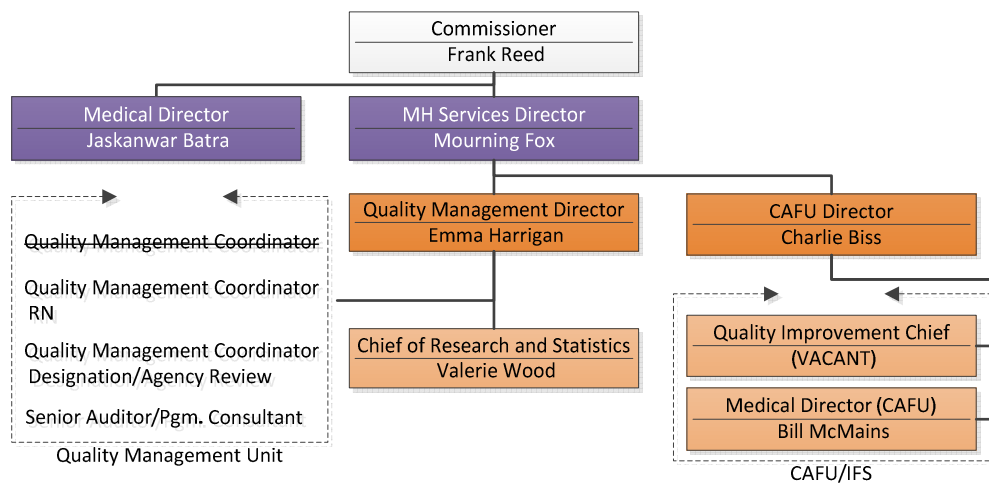 Commissioner
Frank Reed
Medical Director
Jaskanwar Batra
MH Services Director
Mourning Fox
Quality Management Director
Emma Harrigan
CAFU Director
Charlie Biss
Quality Management Coordinator
Quality Management Coordinator
RN
Quality Management Coordinator
Designation/Agency Review
Senior Auditor/Pgm. Consultant
Quality Management Unit
Chief of Research and Statistics
Valerie Wood
Quality Improvement Chief
(VACANT)
Medical Director (CAFU)
Bill McMains
CAFU/IFS